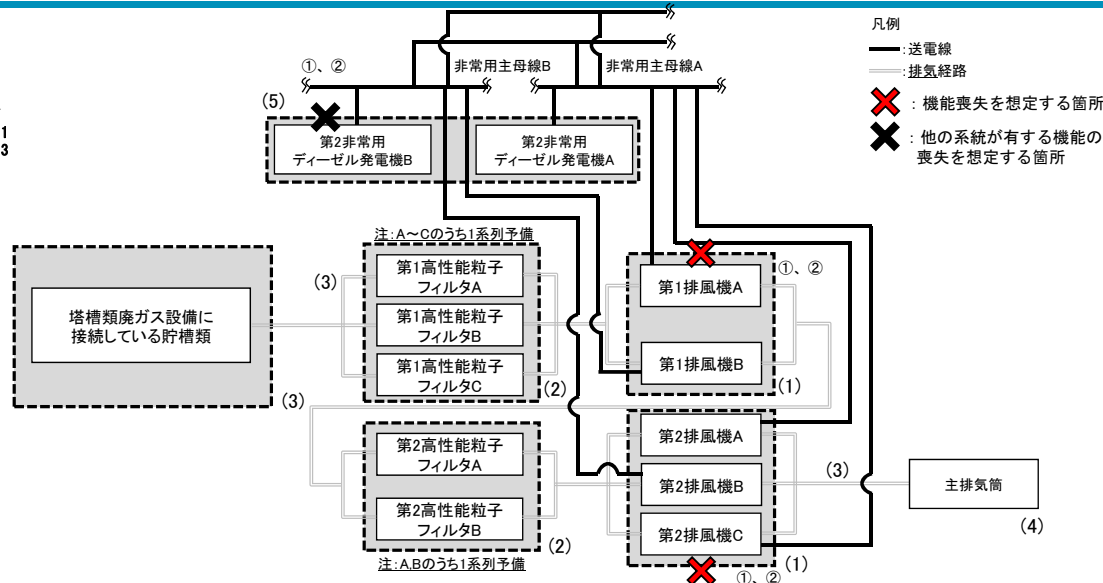 凡例
:送電線
:排気経路
:機能喪失を想定する箇所
:他の系統が有する機能の
喪失を想定する箇所
①、②
非常用主母線B
非常用主母線A
(5)
1
3
第2非常用
ディーゼル発電機B
第2非常用
ディーゼル発電機A
注:A~Cのうち1系列予備
(3)
第1高性能粒子
フィルタA
第1高性能粒子
フィルタB
第1高性能粒子
フィルタC
(2)
塔槽類廃ガス設備に
接続している貯槽類
(3)
①、②
第1排風機A
第1排風機B
(1)
第2高性能粒子
フィルタA
第2高性能粒子
フィルタB
(2)
注:A,Bのうち1系列予備
第2排風機A
第2排風機B
第2排風機C
(3)
主排気筒
(4)
(1)
①、②